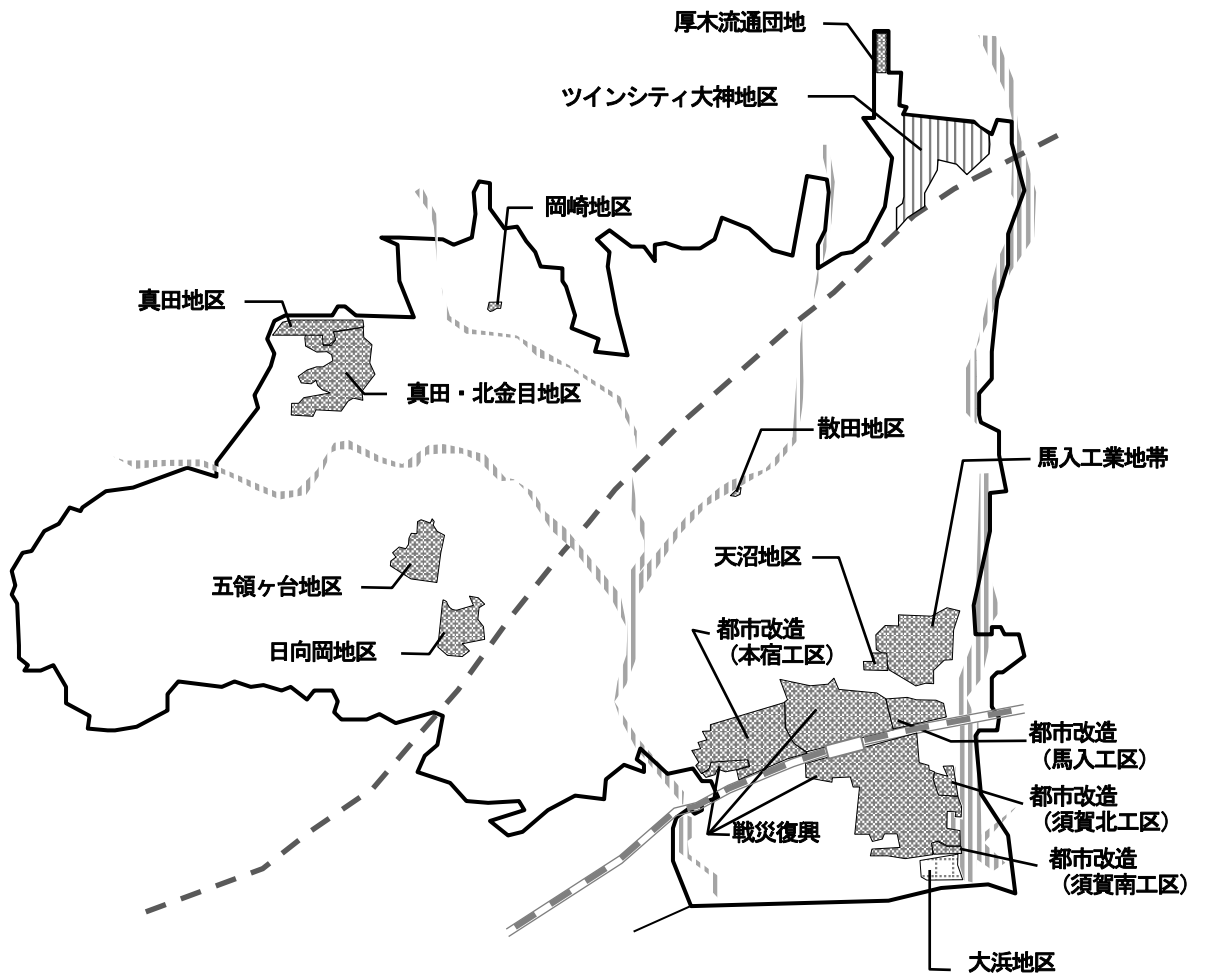 厚木流通団地
ツインシティ大神地区
岡崎地区
真田地区
真田・北金目地区
散田地区
馬入工業地帯
天沼地区
五領ヶ台地区
都市改造
（本宿工区）
日向岡地区
都市改造
（馬入工区）
都市改造
（須賀北工区）
戦災復興
都市改造
（須賀南工区）
大浜地区